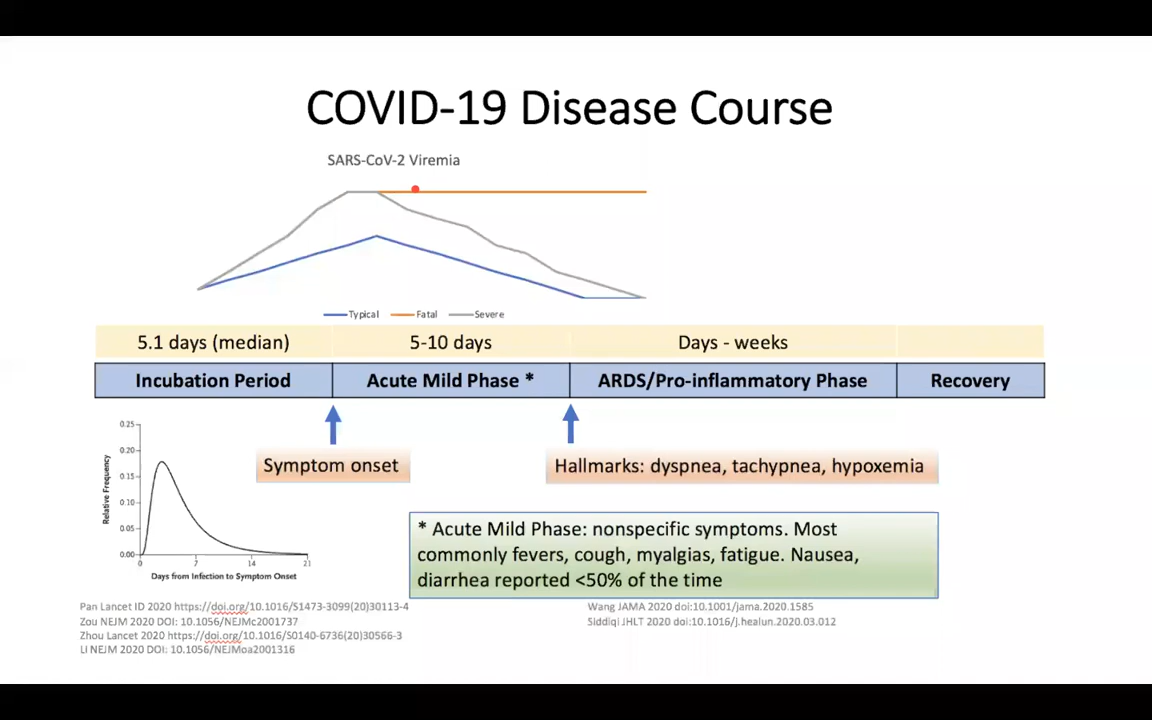 COVID-19 Disease Course
SARS-CoV-2 Viremia
Typical Fatal Severe
5.1 days (median) 5-10 days Days - weeks
Incubation Period Acute Mild Phase * ARDS/Pro-inflammatory Phase Recovery
Symptom onset
Hallmarks: dyspnea, tachypnea, hypoxemia
Relative Frequency
0.25
0.20
0.15
0.10
0.05
0.00
0 7 14 21
Days from Infection to Symptom Onset
* Acute Mild Phase: nonspecific symptoms. Most
commonly fevers, cough, myalgias, fatigue. Nausea,
diarrhea reported <50% of the time
Pan Lancet ID 2020 https://doi.org/10.1016/S1473-3099(20)30113-4
Zou NEJM 2020 DOI: 10.1056/NEJMc2001737
Zhou Lancet 2020 https://doi.org/10.1016/S0140-6736(20)30566-3
LI NEJM 2020 DOI: 10.1056/NEJMoa2001316
Wang JAMA 2020 doi:10.1001/jama.2020.1585
Siddiqi JHLT 2020 doi:10.1016/j.healun.2020.03.012